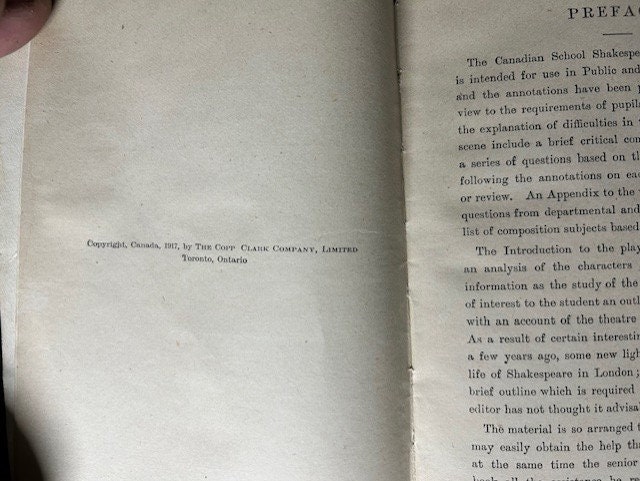 Copyright, Canada, 1917, by THE COPP CLARK COMPANY, LIMITED
Toronto, Ontario
PREFA
The Canadian School Shakespe
is intended for use in Public and
and the annotations have been
view to the requirements of pupil
the explanation of difficulties in
scene include a brief critical com
a series of questions based on th
following the annotations on ea
or review. An Appendix to the
questions from departmental and
list of composition subjects based
The Introduction to the play
an analysis of the characters
information as the study of the
of interest to the student an outl
with an account of the theatre
As a result of certain interestin
a few years ago, some new ligh
life of Shakespeare in London;
brief outline which is required
editor has not thought it advisa
The material is so arranged t
may easily obtain the help tha
at the same time the senior